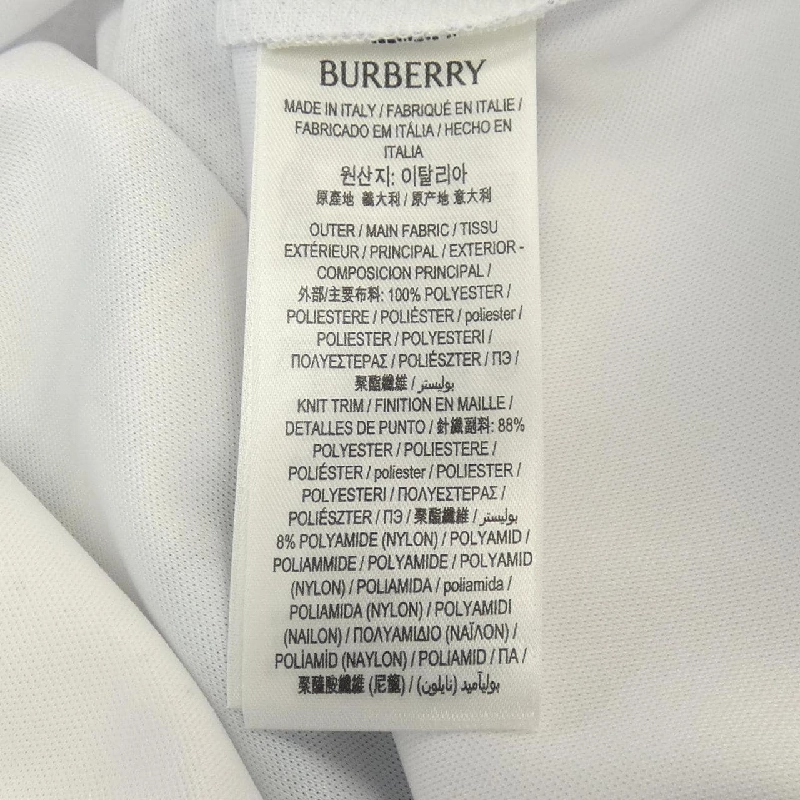 BURBERRY
MADE IN ITALY / FABRIQUÉ EN ITALIE /
FABRICADO EM ITÁLIA / HECHO EN
ITALIA
원산지: 이탈리아
原產地 義大利 / 原产地 意大利
OUTER / MAIN FABRIC / TISSU
EXTÉRIEUR / PRINCIPAL / EXTERIOR -
COMPOSICION PRINCIPAL /
外部/主要布料: 100% POLYESTER /
POLIESTERE / POLIÉSTER / poliester /
POLIESTER / POLYESTERI /
ΠΟΛΥΕΣΤΕΡΑΣ / POLIÉSZTER / ПЭ /
聚酯纖維 / بوليستر
KNIT TRIM / FINITION EN MAILLE /
DETALLES DE PUNTO / 針織副料: 88%
POLYESTER / POLIESTERE /
POLIÉSTER / poliester / POLIESTER /
POLYESTERI / ΠΟΛΥΕΣΤΕΡΑΣ /
POLIÉSZTER / ПЭ / 聚酯纖維 / بوليستر
8% POLYAMIDE (NYLON) / POLYAMID /
POLIAMMIDE / POLYAMIDE / POLYAMID
(NYLON) / POLIAMIDA / poliamida /
POLIAMIDA (NYLON) / POLYAMIDI
(NAILON) / ΠΟΛΥΑΜΙΔΙΟ (ΝΑΪΛΟΝ) /
POLİAMİD (NAYLON) / POLIAMID / ПА /
聚醯胺纖維 (尼龍) / بولياميد (نايلون) /